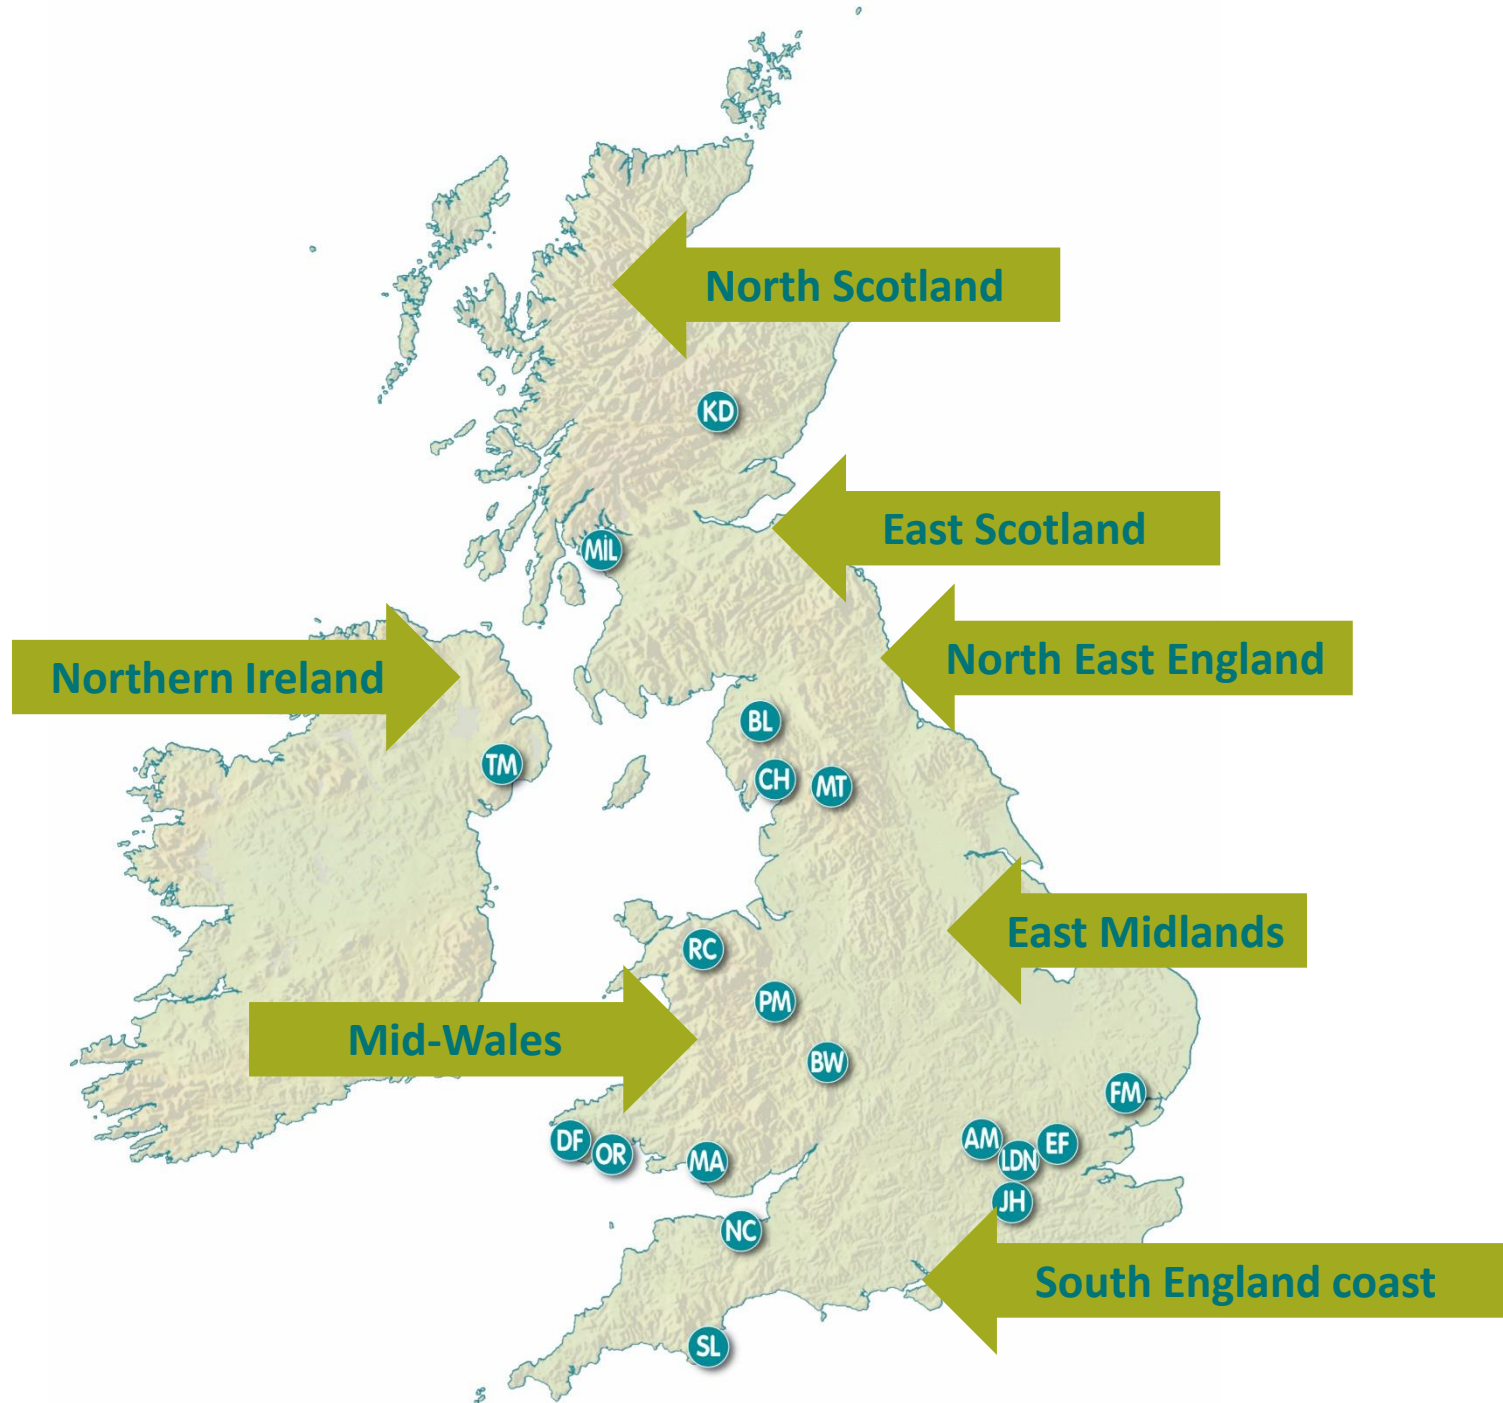 North Scotland
KD
East Scotland
MİL
North East England
Northern Ireland
BL
TM
CH
MT
East Midlands
RC
PM
Mid-Wales
BW
FM
DF
OR
MA
AM
LDN
EF
JH
NC
South England coast
SL